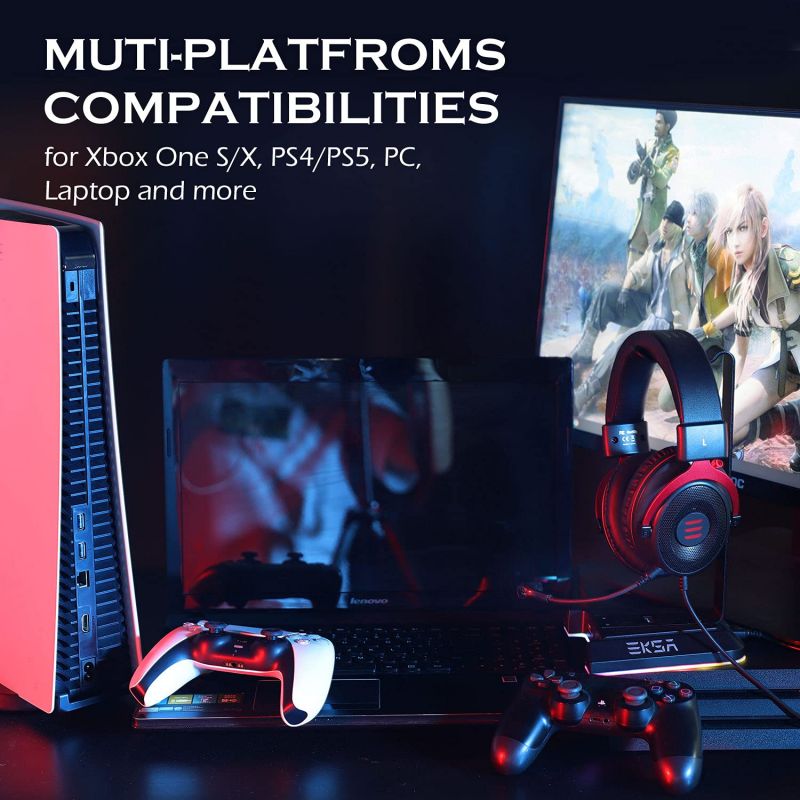 MUTI-PLATFROMS
COMPATIBILITIES
for Xbox One S/X, PS4/PS5, PC,
Laptop and more
L
lenovo
EKSA